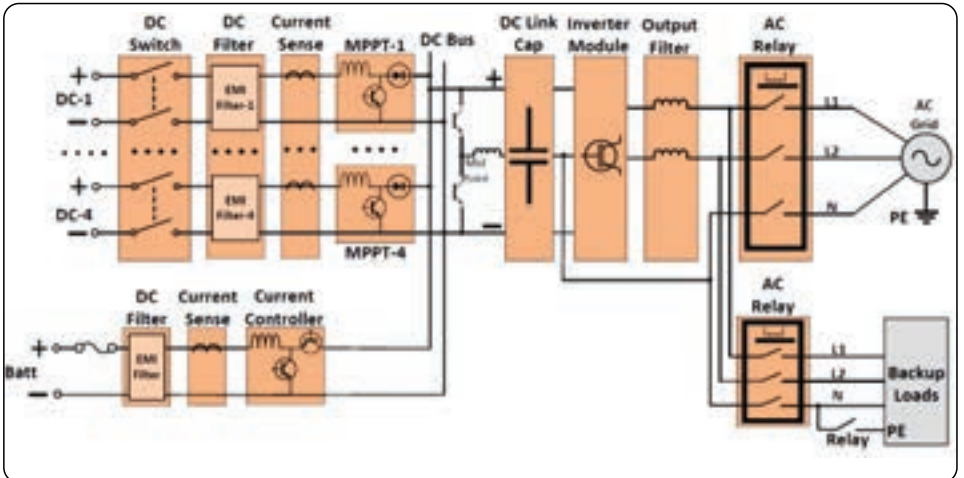 DC Switch
DC Filter
Current Sense
MPPT-1
DC Bus
DC Link Cap
Inverter Module
Output Filter
AC Relay
+
DC-1
−
EMI Filter-1
+
DC-4
−
EMI Filter-4
MPPT-4
+
Mid Point
−
L1
L2
N
AC Grid
PE
DC Filter
Current Sense
Current Controller
+
Batt
−
EMI Filter
AC Relay
L1
L2
N
Relay
PE
Backup Loads